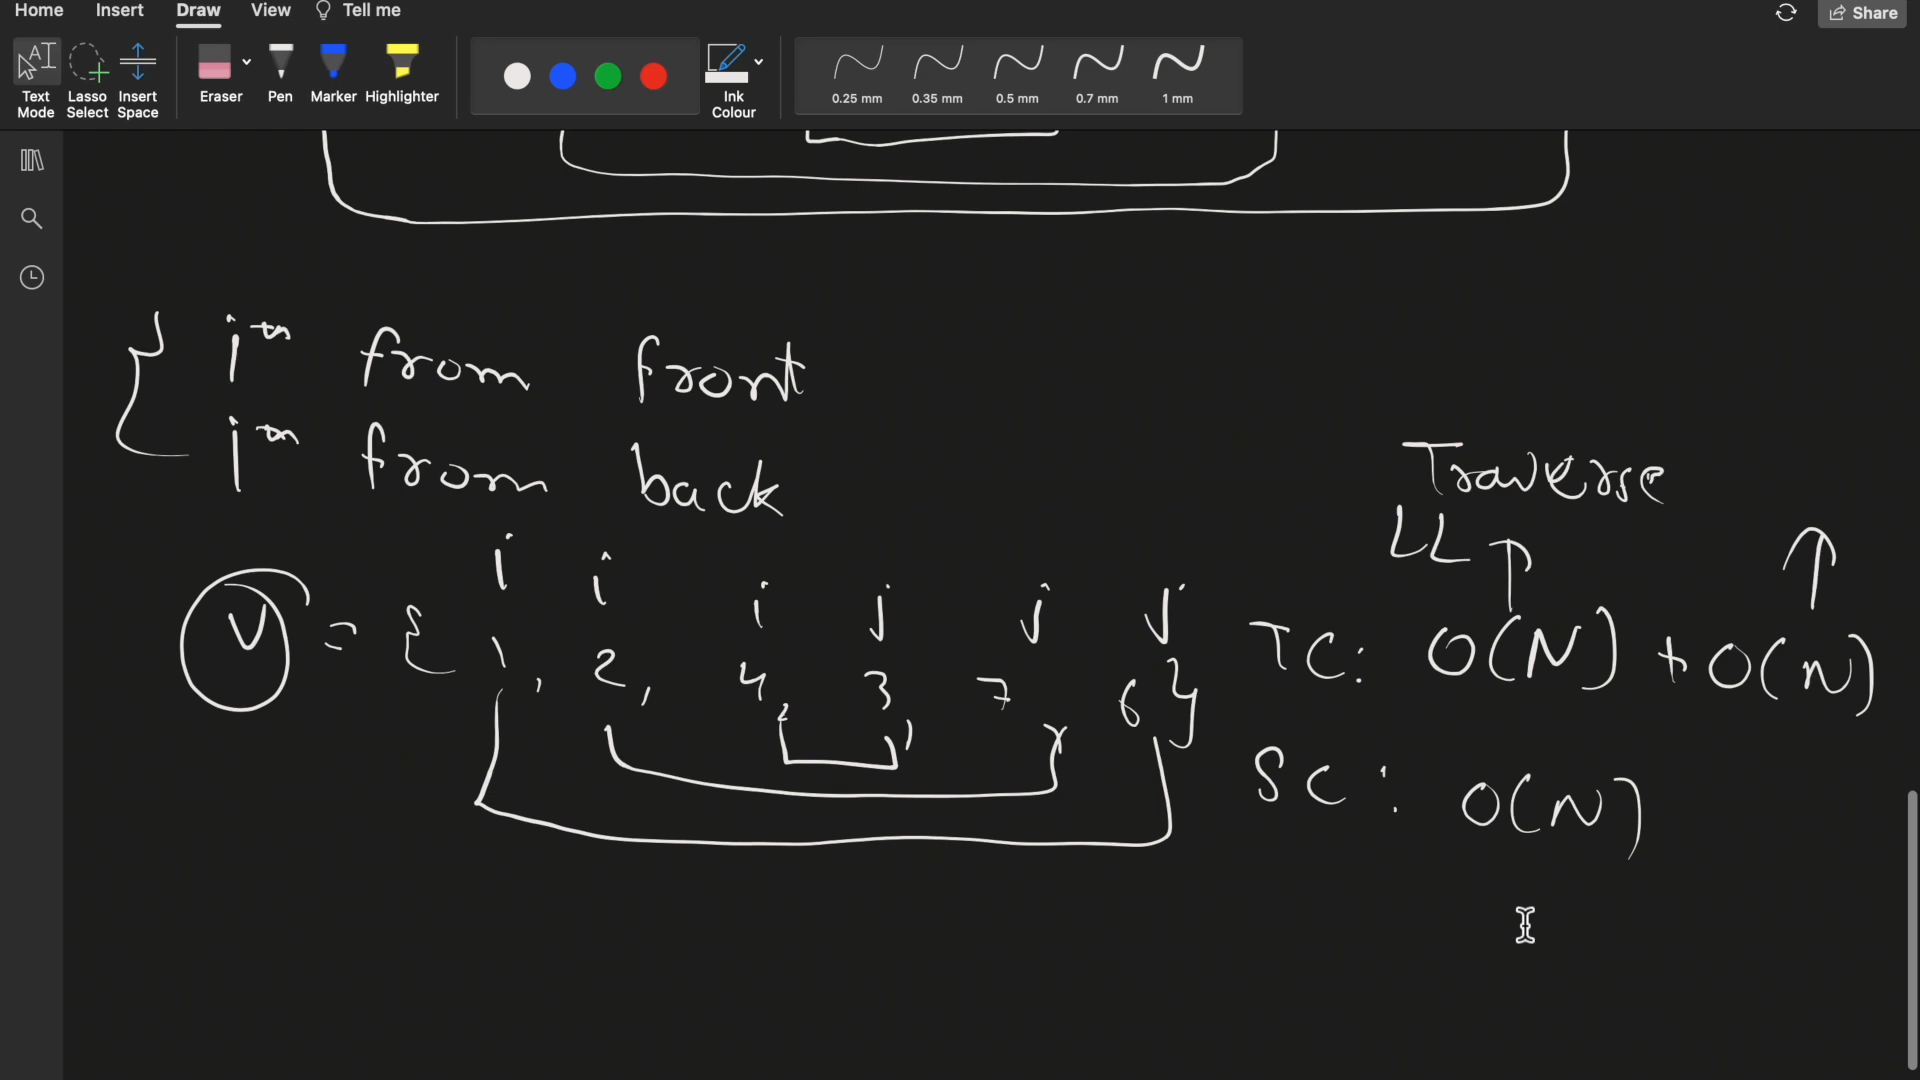 Home Insert Draw View Tell me Share
Text Mode Lasso Select Insert Space Eraser Pen Marker Highlighter Ink Colour 0.25 mm 0.35 mm 0.5 mm 0.7 mm 1 mm
{ i th from front
j th from back
Traverse
LL ↑ ↑
i i i j j j
V = { 1, 2, 4, 3, 7, 6 }
TC: O(N) + O(N)
SC: O(N)